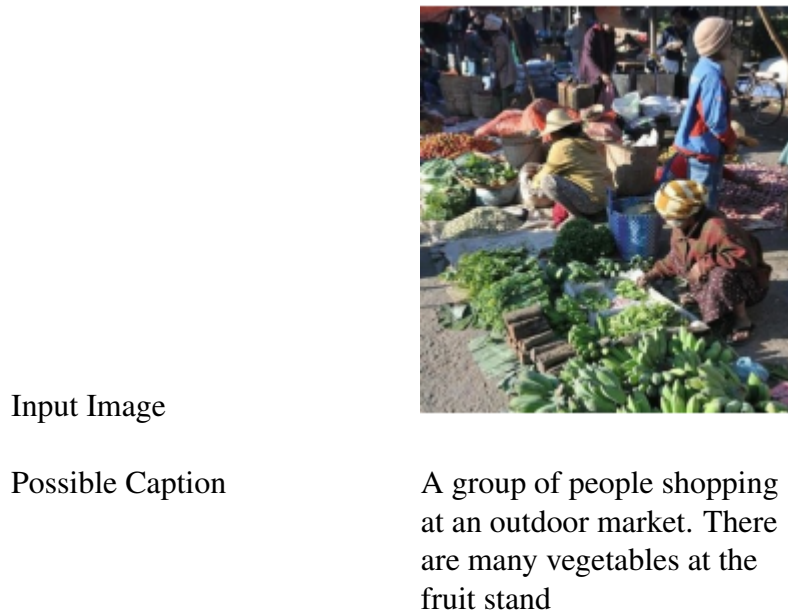 Input Image
Possible Caption
A group of people shopping
at an outdoor market. There
are many vegetables at the
fruit stand